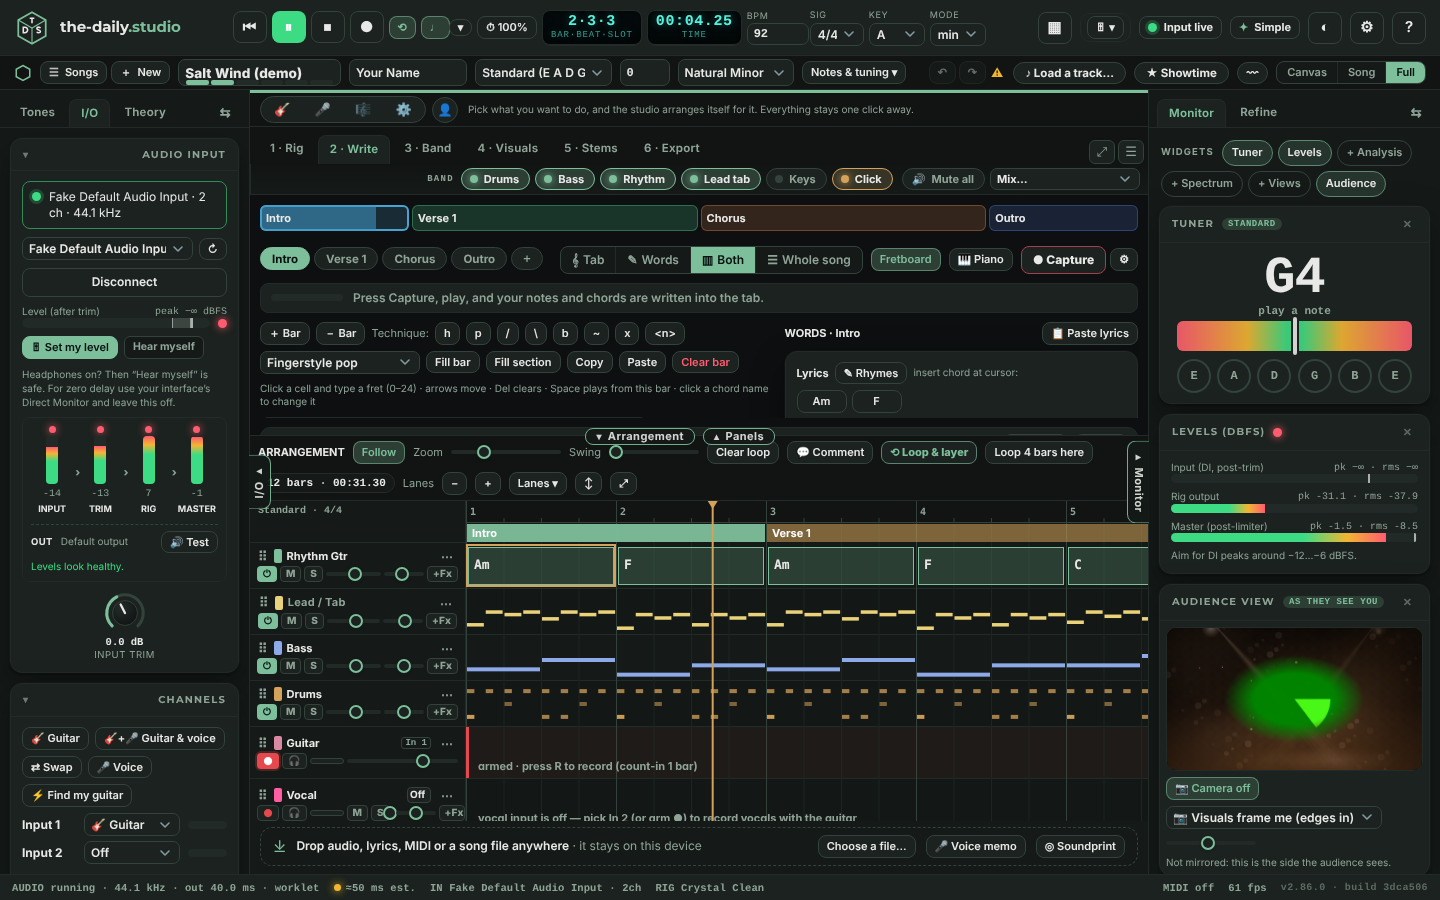 the-daily.studio
100%
2·3·3
BAR·BEAT·SLOT
00:04.25
TIME
BPM
92
SIG
4/4
KEY
A
MODE
min
Input live
Simple
?
Songs
+ New
Salt Wind (demo)
Your Name
Standard (E A D G
0
Natural Minor
Notes & tuning ▾
Load a track...
★ Showtime
Canvas
Song
Full
Tones
I/O
Theory
Pick what you want to do, and the studio arranges itself for it. Everything stays one click away.
Monitor
Refine
1 · Rig
2 · Write
3 · Band
4 · Visuals
5 · Stems
6 · Export
BAND
Drums
Bass
Rhythm
Lead tab
Keys
Click
Mute all
Mix...
Intro
Verse 1
Chorus
Outro
Intro
Verse 1
Chorus
Outro
+
Tab
Words
Both
Whole song
Fretboard
Piano
Capture
Press Capture, play, and your notes and chords are written into the tab.
+ Bar
− Bar
Technique:
h
p
/
\
b
~
x
<n>
Fingerstyle pop
Fill bar
Fill section
Copy
Paste
Clear bar
Click a cell and type a fret (0–24) · arrows move · Del clears · Space plays from this bar · click a chord name
to change it
WORDS · Intro
Paste lyrics
Lyrics
Rhymes
insert chord at cursor:
Am
F
AUDIO INPUT
Fake Default Audio Input · 2
ch · 44.1 kHz
Fake Default Audio Inpu
Disconnect
Level (after trim)
peak −∞ dBFS
Set my level
Hear myself
Headphones on? Then "Hear myself" is
safe. For zero delay use your interface's
Direct Monitor and leave this off.
-14
-13
7
-1
INPUT
TRIM
RIG
MASTER
OUT
Default output
Test
Levels look healthy.
0.0 dB
INPUT TRIM
CHANNELS
Guitar
Guitar & voice
Swap
Voice
Find my guitar
Input 1
Guitar
Input 2
Off
▾ Arrangement
▴ Panels
ARRANGEMENT
Follow
Zoom
Swing
Clear loop
Comment
Loop & layer
Loop 4 bars here
I/O
12 bars · 00:31.30
Lanes
−
+
Lanes ▾
Monitor
Standard · 4/4
1
2
3
4
5
Intro
Verse 1
Rhythm Gtr
M
S
+Fx
Am
F
Am
F
C
Lead / Tab
M
S
+Fx
Bass
M
S
+Fx
Drums
M
S
+Fx
Guitar
In 1
armed · press R to record (count-in 1 bar)
Vocal
Off
M
S
+Fx
vocal input is off — pick In 2 (or arm ●) to record vocals with the guitar
Drop audio, lyrics, MIDI or a song file anywhere · it stays on this device
Choose a file...
Voice memo
Soundprint
WIDGETS
Tuner
Levels
+ Analysis
+ Spectrum
+ Views
Audience
TUNER
STANDARD
G4
play a note
E
A
D
G
B
E
LEVELS (DBFS)
Input (DI, post-trim)
pk −∞ · rms −∞
Rig output
pk -31.1 · rms -37.9
Master (post-limiter)
pk -1.5 · rms -8.5
Aim for DI peaks around −12...−6 dBFS.
AUDIENCE VIEW
AS THEY SEE YOU
Camera off
Visuals frame me (edges in)
Not mirrored: this is the side the audience sees.
AUDIO running · 44.1 kHz · out 40.0 ms · worklet
≈50 ms est.
IN Fake Default Audio Input · 2ch
RIG Crystal Clean
MIDI off
61 fps
v2.86.0 · build 3dca506